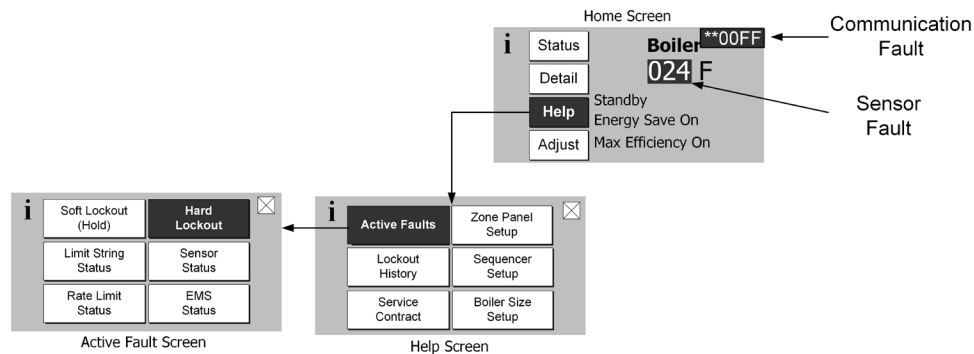 Home Screen
i
Status
Detail
Help
Adjust
Boiler
**00FF
024 F
Standby
Energy Save On
Max Efficiency On
Communication
Fault
Sensor
Fault
i
Soft Lockout
(Hold)
Hard
Lockout
Limit String
Status
Sensor
Status
Rate Limit
Status
EMS
Status
Active Fault Screen
i
Active Faults
Zone Panel
Setup
Lockout
History
Sequencer
Setup
Service
Contract
Boiler Size
Setup
Help Screen